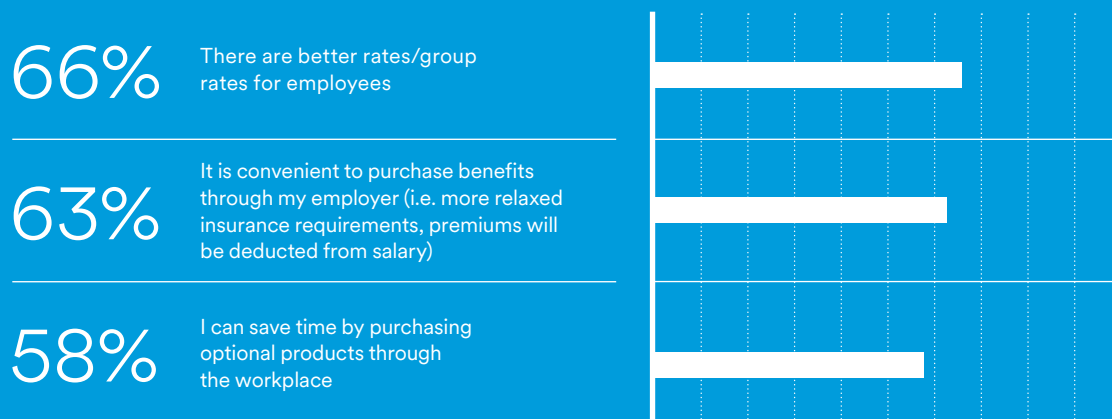 66%
There are better rates/group
rates for employees
63%
It is convenient to purchase benefits
through my employer (i.e. more relaxed
insurance requirements, premiums will
be deducted from salary)
58%
I can save time by purchasing
optional products through
the workplace